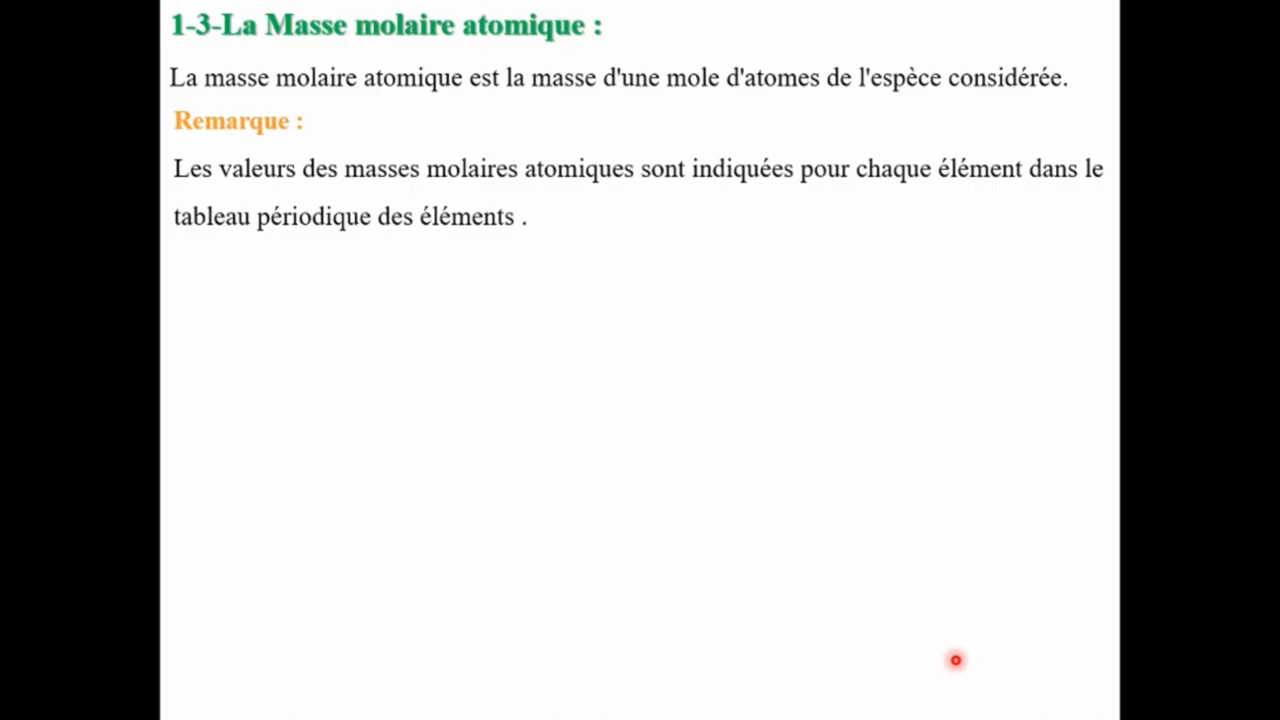 1-3-La Masse molaire atomique :
La masse molaire atomique est la masse d'une mole d'atomes de l'espèce considérée.
Remarque :
Les valeurs des masses molaires atomiques sont indiquées pour chaque élément dans le
tableau périodique des éléments .